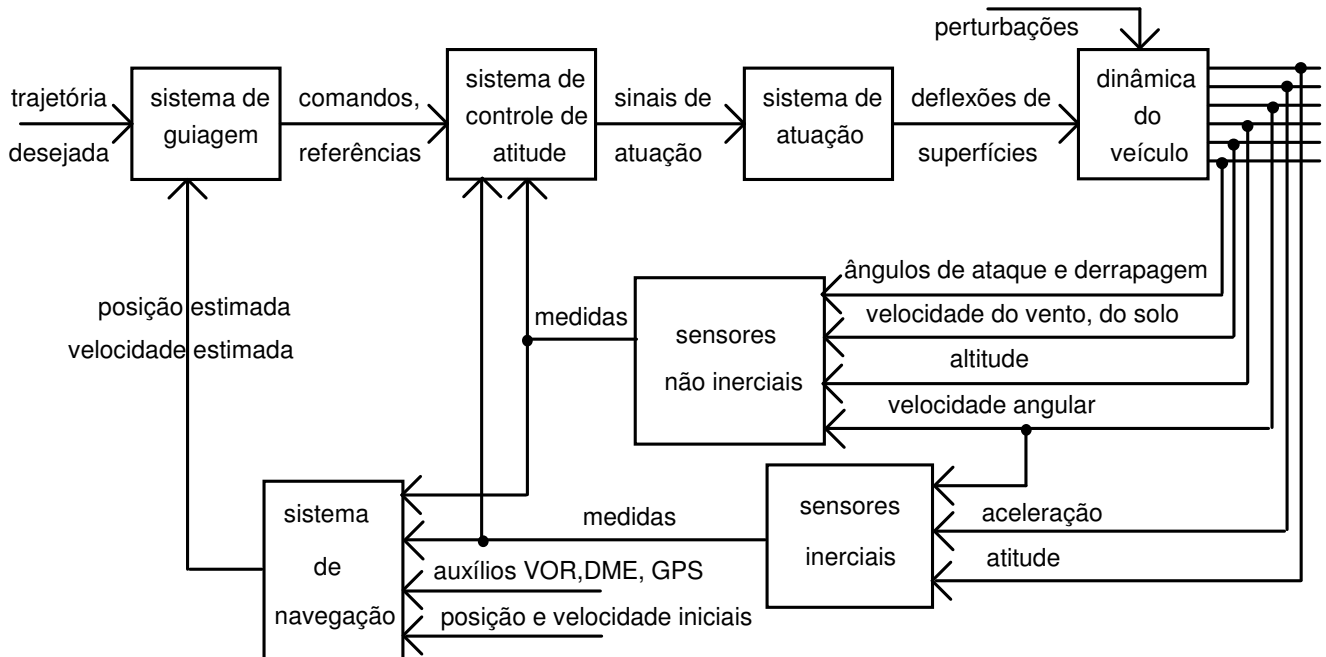 perturbações
trajetória
desejada
sistema de
guiagem
comandos,
referências
sistema de
controle de
atitude
sinais de
atuação
sistema de
atuação
deflexões de
superfícies
dinâmica
do
veículo
ângulos de ataque e derrapagem
velocidade do vento, do solo
altitude
velocidade angular
sensores
não inerciais
medidas
posição estimada
velocidade estimada
sensores
inerciais
aceleração
atitude
medidas
sistema
de
navegação
auxílios VOR,DME, GPS
posição e velocidade iniciais